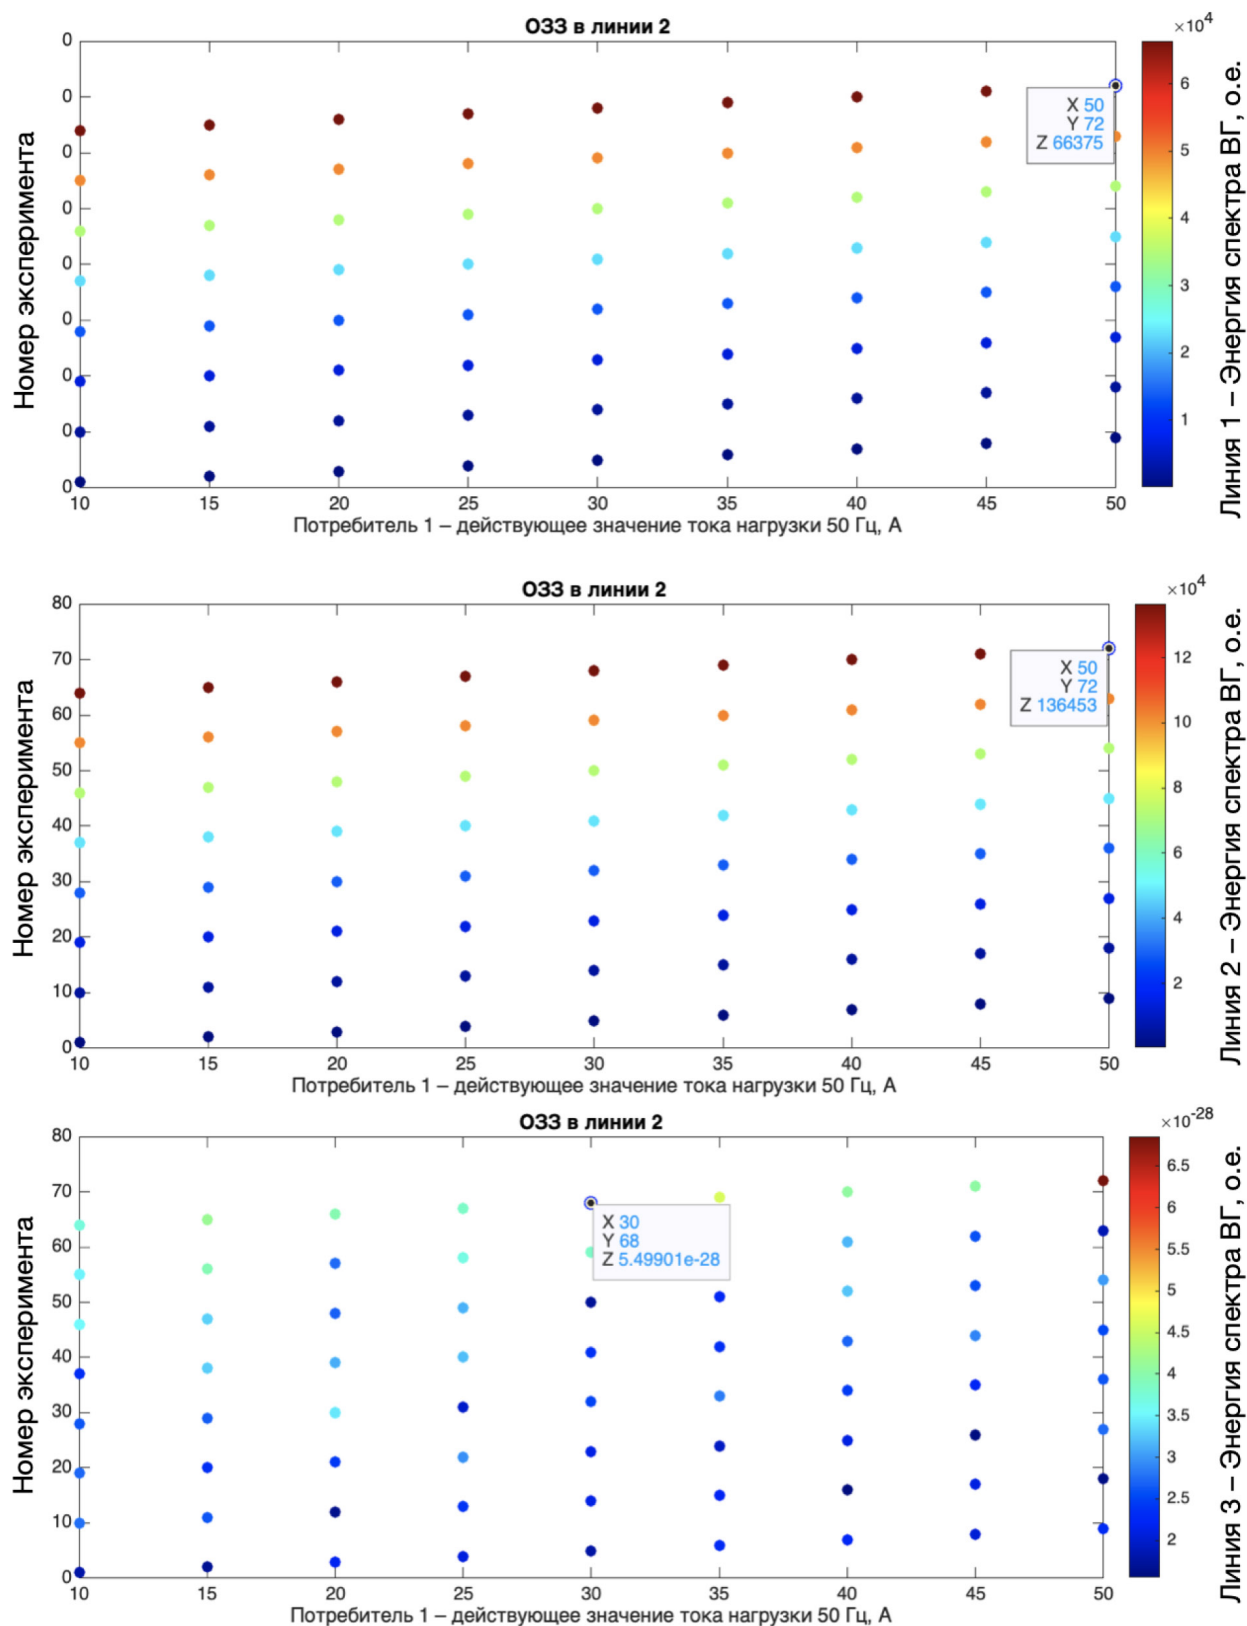 ОЗЗ в линии 2
×10⁴
0
0
0
0
0
0
0
0
0
Номер эксперимента
X 50
Y 72
Z 66375
6
5
4
3
2
1
Линия 1 – Энергия спектра ВГ, о.е.
10 15 20 25 30 35 40 45 50
Потребитель 1 – действующее значение тока нагрузки 50 Гц, А
ОЗЗ в линии 2
×10⁴
80
70
60
50
40
30
20
10
0
Номер эксперимента
X 50
Y 72
Z 136453
12
10
8
6
4
2
Линия 2 – Энергия спектра ВГ, о.е.
10 15 20 25 30 35 40 45 50
Потребитель 1 – действующее значение тока нагрузки 50 Гц, А
ОЗЗ в линии 2
×10⁻²⁸
80
70
60
50
40
30
20
10
0
Номер эксперимента
X 30
Y 68
Z 5.49901e-28
6.5
6
5.5
5
4.5
4
3.5
3
2.5
2
Линия 3 – Энергия спектра ВГ, о.е.
10 15 20 25 30 35 40 45 50
Потребитель 1 – действующее значение тока нагрузки 50 Гц, А